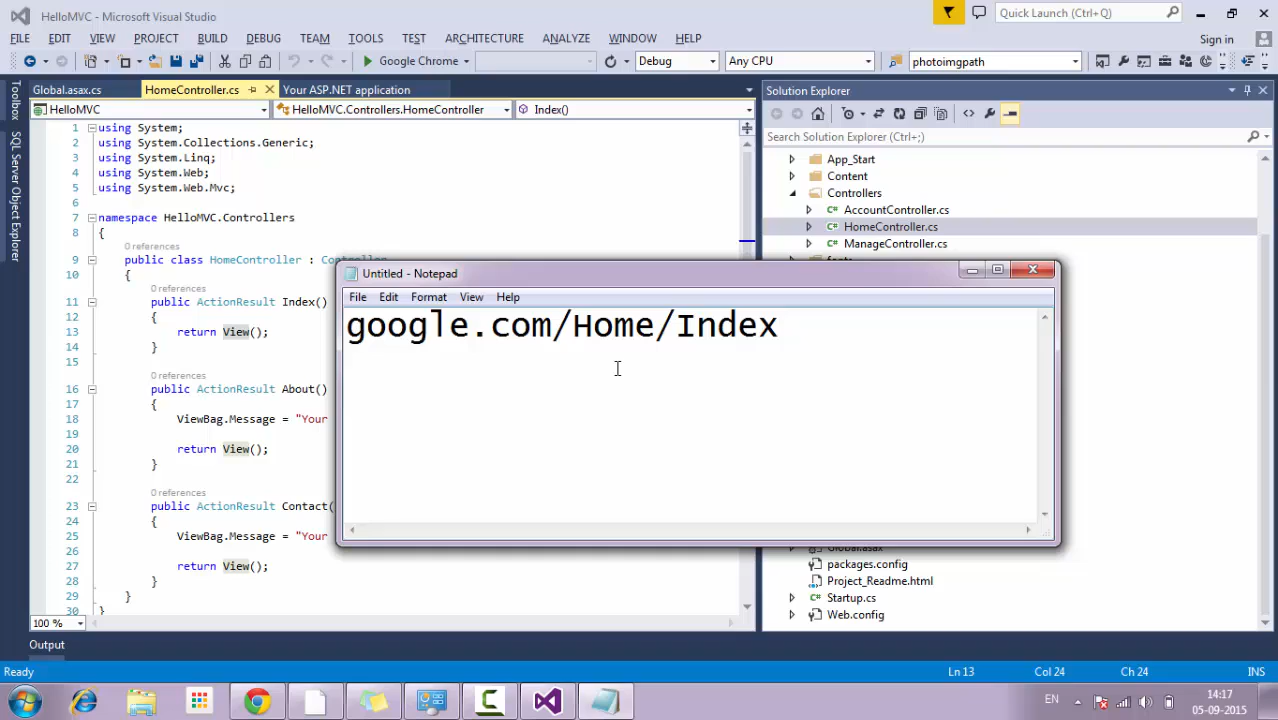 HelloMVC - Microsoft Visual Studio
Quick Launch (Ctrl+Q)
FILE EDIT VIEW PROJECT BUILD DEBUG TEAM TOOLS TEST ARCHITECTURE ANALYZE WINDOW HELP
Sign in
Google Chrome Debug Any CPU photoimgpath
Toolbox
SQL Server Object Explorer
Global.asax.cs HomeController.cs Your ASP.NET application
HelloMVC HelloMVC.Controllers.HomeController Index()
1 using System;
2 using System.Collections.Generic;
3 using System.Linq;
4 using System.Web;
5 using System.Web.Mvc;
6
7 namespace HelloMVC.Controllers
8 {
0 references
9 public class HomeController : Controller
10 {
0 references
11 public ActionResult Index()
12 {
13 return View();
14 }
15
0 references
16 public ActionResult About()
17 {
18 ViewBag.Message = "Your
19
20 return View();
21 }
22
0 references
23 public ActionResult Contact(
24 {
25 ViewBag.Message = "Your
26
27 return View();
28 }
29 }
30 }
100 %
Untitled - Notepad
File Edit Format View Help
google.com/Home/Index
Solution Explorer
Search Solution Explorer (Ctrl+;)
App_Start
Content
Controllers
C# AccountController.cs
C# HomeController.cs
C# ManageController.cs
fonts
Global.asax
packages.config
Project_Readme.html
C# Startup.cs
Web.config
Output
Ready Ln 13 Col 24 Ch 24 INS
EN
14:17
05-09-2015